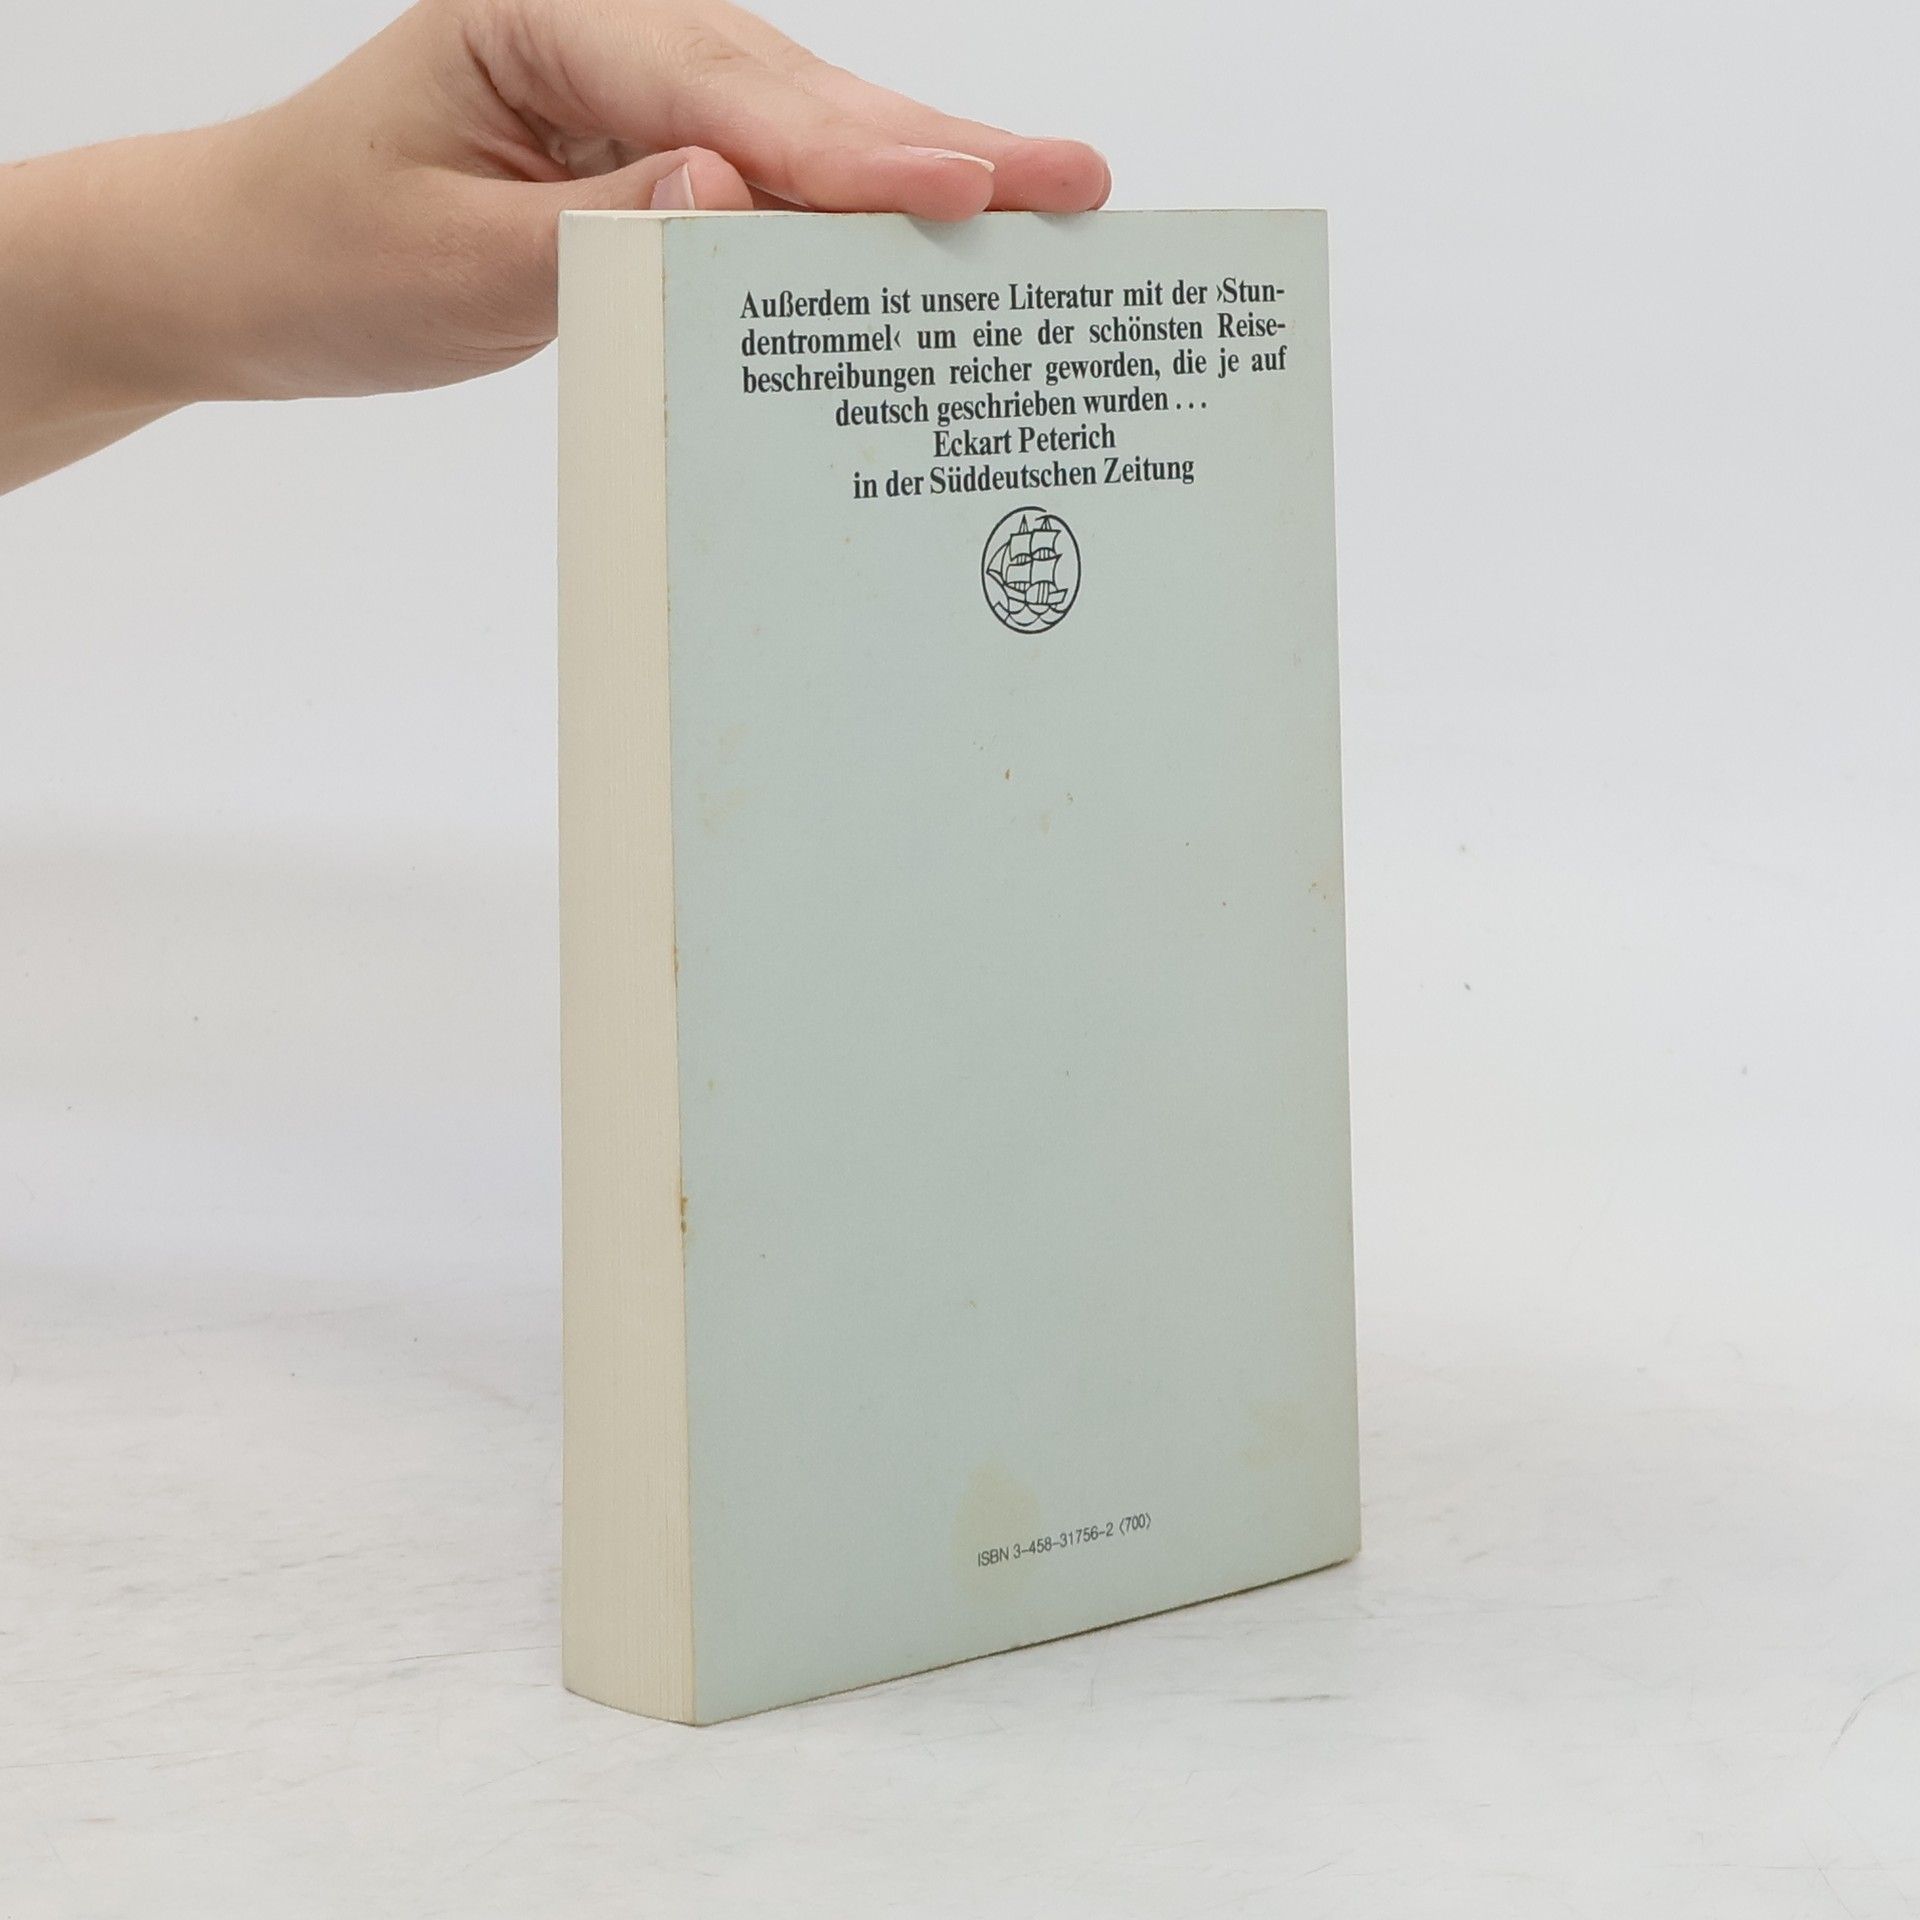 Außerdem ist unsere Literatur mit der ›Stun-
dentrommel‹ um eine der schönsten Reise-
beschreibungen reicher geworden, die je auf
deutsch geschrieben wurden . . .
Eckart Peterich
in der Süddeutschen Zeitung
ISBN 3-458-31756-2 〈700〉